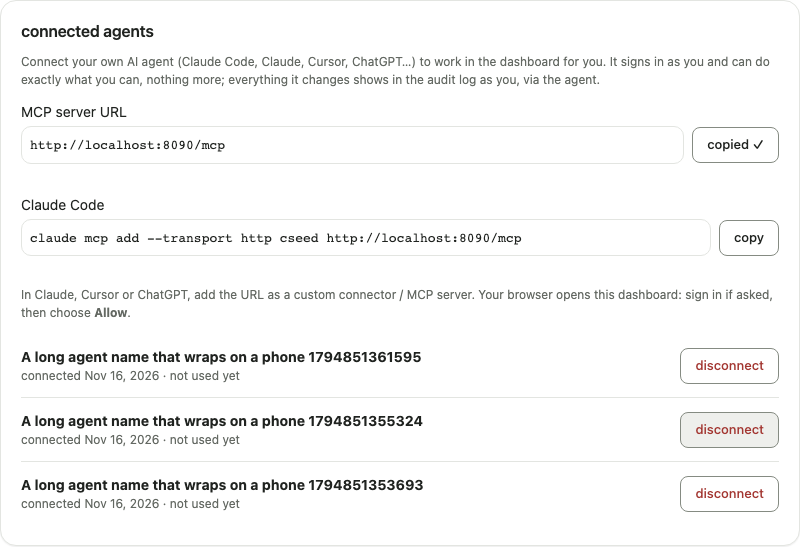 connected agents
Connect your own AI agent (Claude Code, Claude, Cursor, ChatGPT...) to work in the dashboard for you. It signs in as you and can do
exactly what you can, nothing more; everything it changes shows in the audit log as you, via the agent.
MCP server URL
http://localhost:8090/mcp
copied ✓
Claude Code
claude mcp add --transport http cseed http://localhost:8090/mcp
copy
In Claude, Cursor or ChatGPT, add the URL as a custom connector / MCP server. Your browser opens this dashboard: sign in if asked,
then choose Allow.
A long agent name that wraps on a phone 1794851361595
connected Nov 16, 2026 · not used yet
disconnect
A long agent name that wraps on a phone 1794851355324
connected Nov 16, 2026 · not used yet
disconnect
A long agent name that wraps on a phone 1794851353693
connected Nov 16, 2026 · not used yet
disconnect